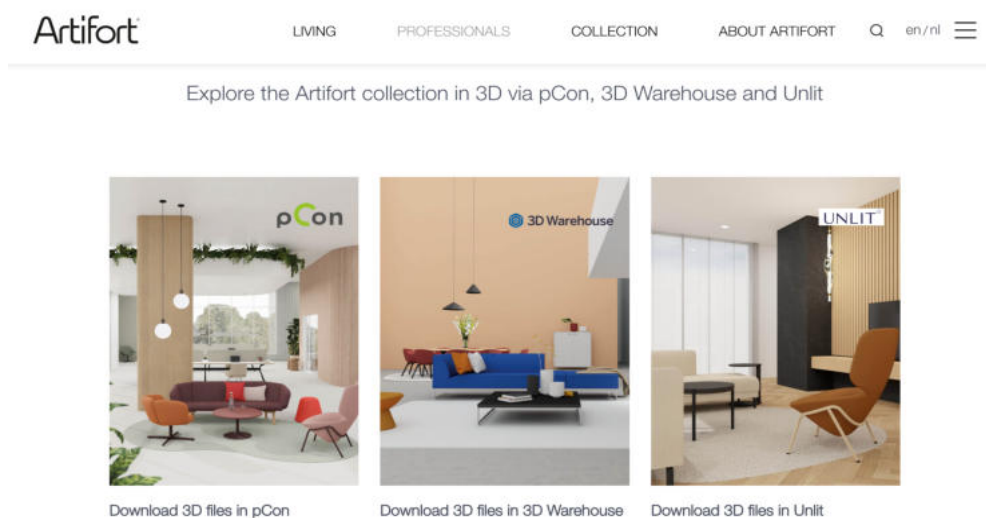 Artifort
LIVING
PROFESSIONALS
COLLECTION
ABOUT ARTIFORT
en/nl
Explore the Artifort collection in 3D via pCon, 3D Warehouse and Unlit
pCon
3D Warehouse
UNLIT
Download 3D files in pCon
Download 3D files in 3D Warehouse
Download 3D files in Unlit